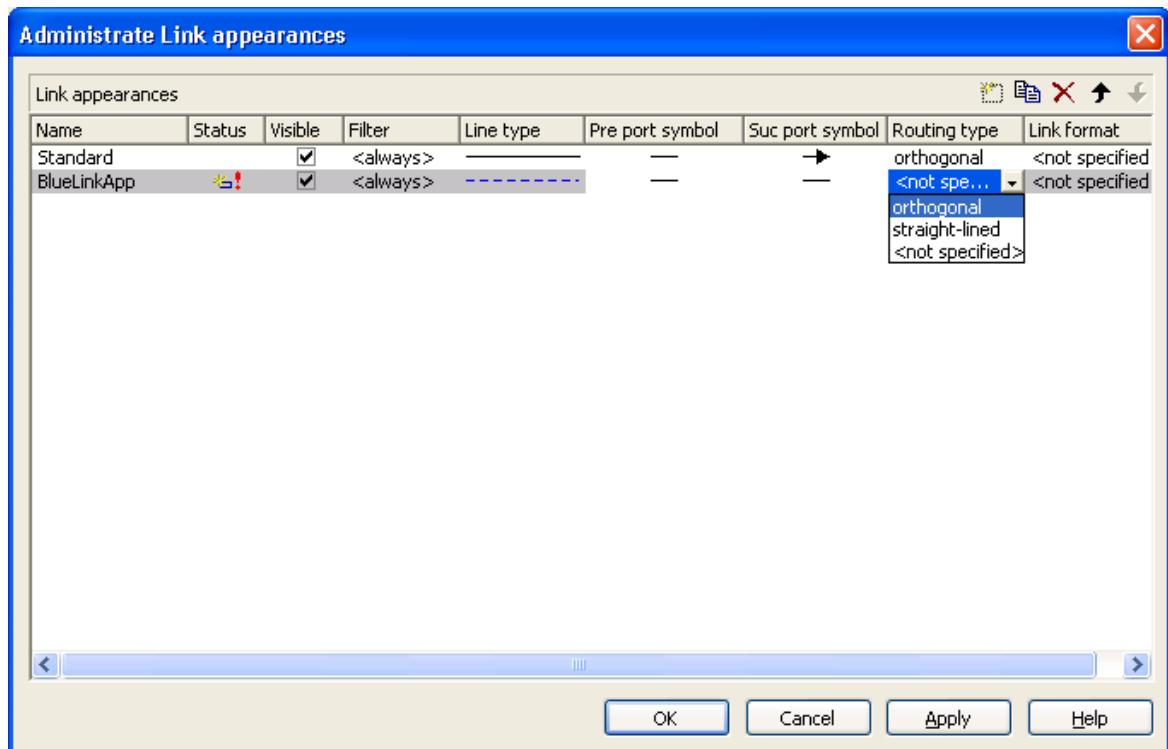 Administrate Link appearances
Link appearances
Name Status Visible Filter Line type Pre port symbol Suc port symbol Routing type Link format
Standard <always> orthogonal <not specified
BlueLinkApp <always> <not spe... <not specified
orthogonal
straight-lined
<not specified>
OK Cancel Apply Help